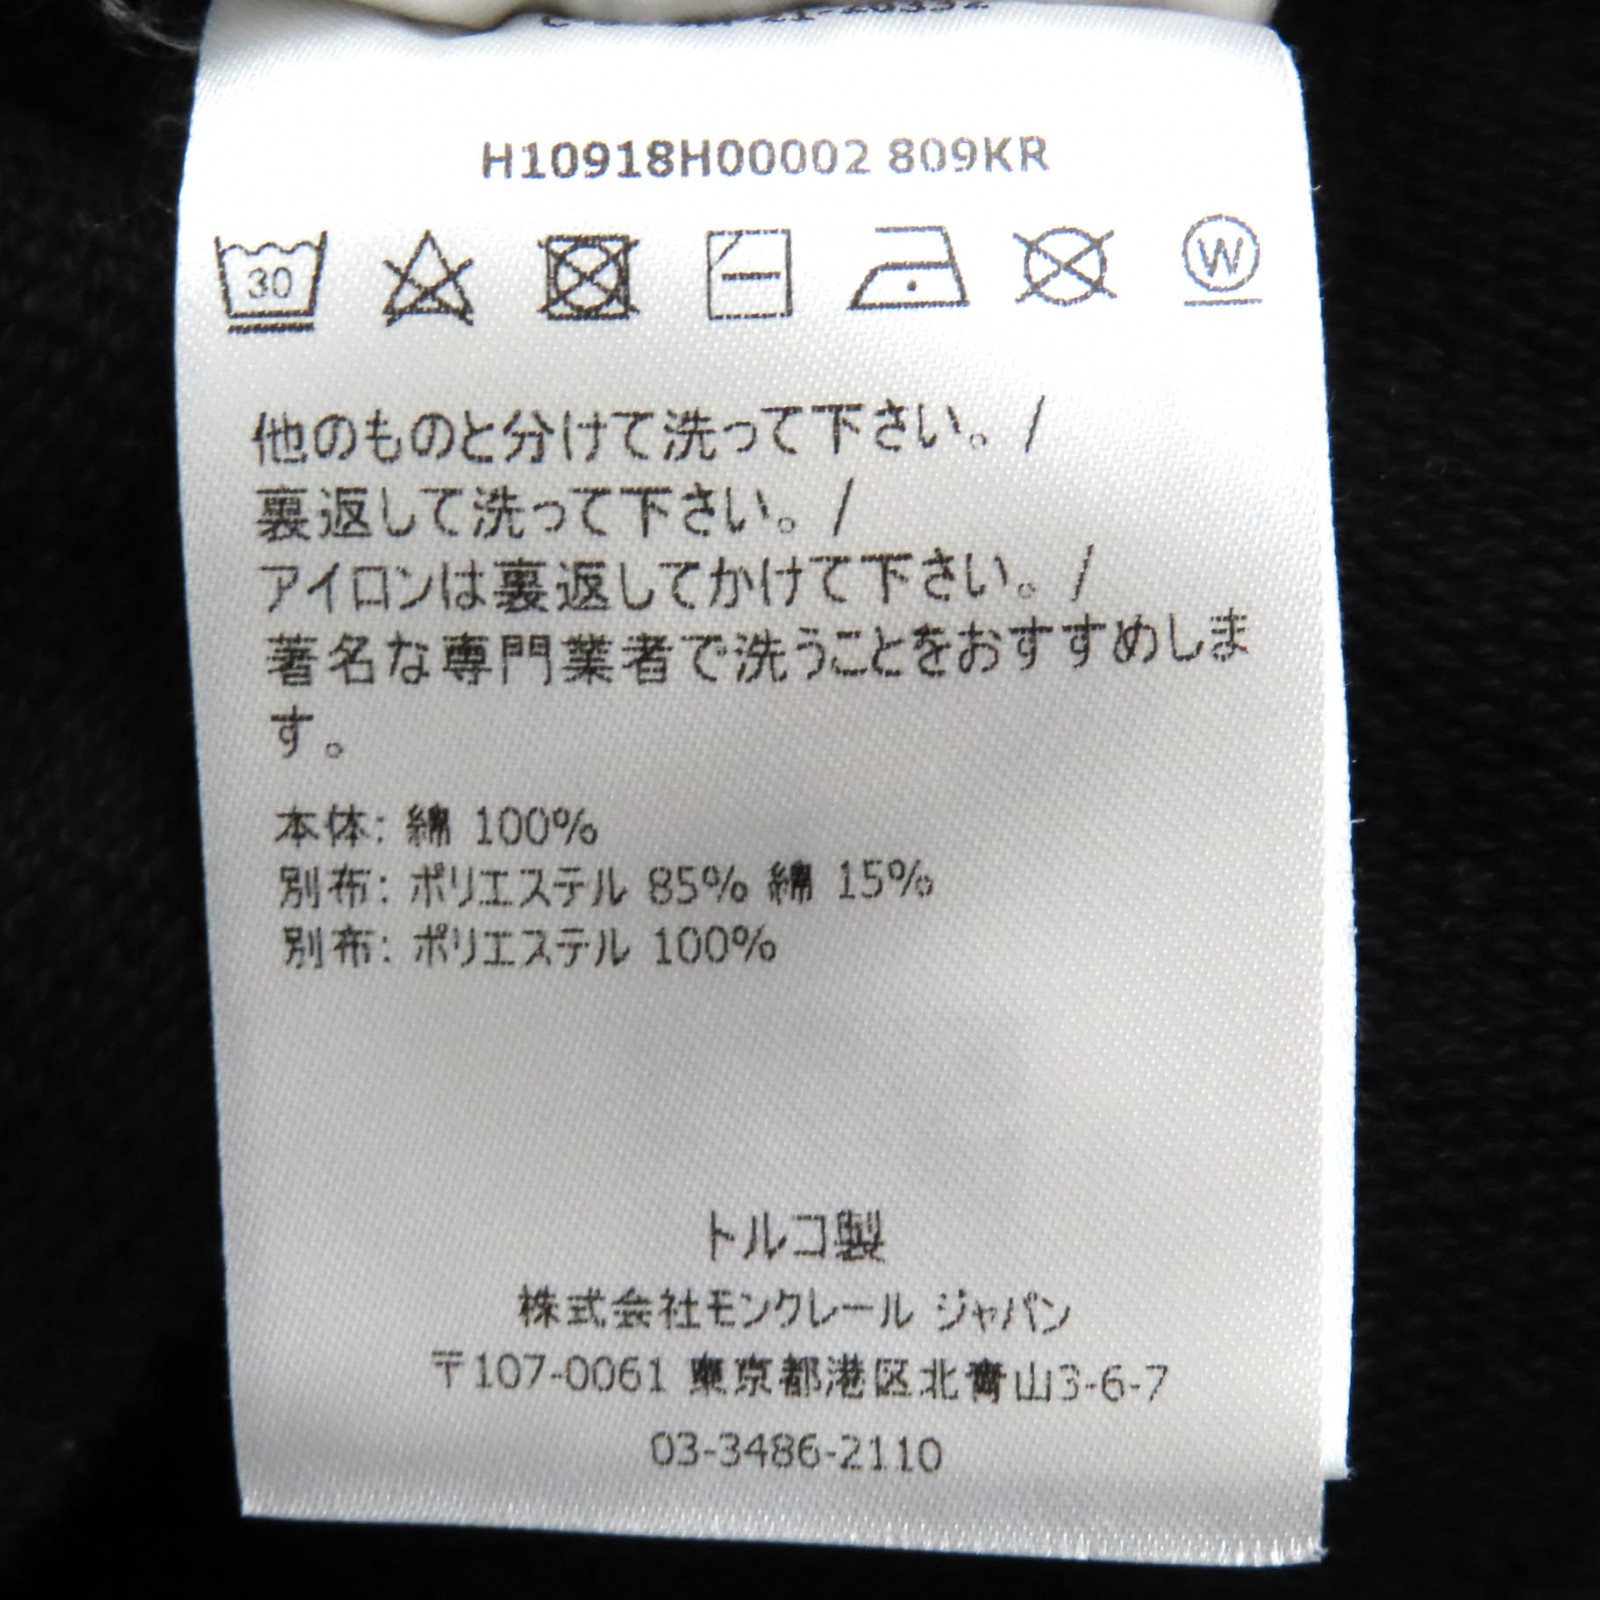 H10918H00002 809KR
30
W
他のものと分けて洗って下さい。/
裏返して洗って下さい。/
アイロンは裏返してかけて下さい。/
著名な専門業者で洗うことをおすすめしま
す。
本体: 綿 100%
別布: ポリエステル 85% 綿 15%
別布: ポリエステル 100%
トルコ製
株式会社モンクレール ジャパン
〒107-0061 東京都港区北青山3-6-7
03-3486-2110